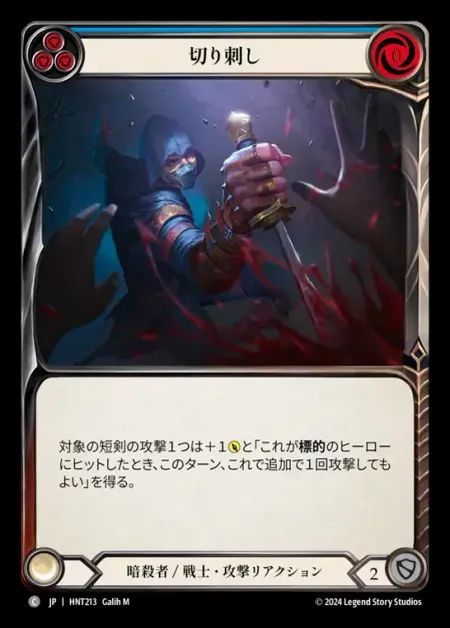 切り刺し
0
対象の短剣の攻撃1つは+1と「これが標的のヒーロー
にヒットしたとき、このターン、これで追加で1回攻撃しても
よい」を得る。
暗殺者 / 戦士・攻撃リアクション
2
C JP | HNT213 Galih M
© 2024 Legend Story Studios